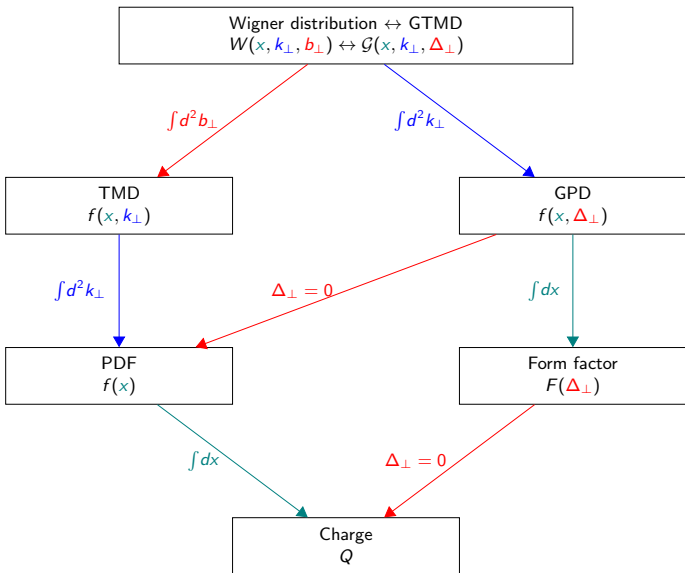 Wigner distribution ↔ GTMD
W(x, k⊥, b⊥) ↔ 𝒢(x, k⊥, Δ⊥)
∫d²b⊥
∫d²k⊥
TMD
f(x, k⊥)
GPD
f(x, Δ⊥)
∫d²k⊥
Δ⊥ = 0
∫dx
PDF
f(x)
Form factor
F(Δ⊥)
∫dx
Δ⊥ = 0
Charge
Q